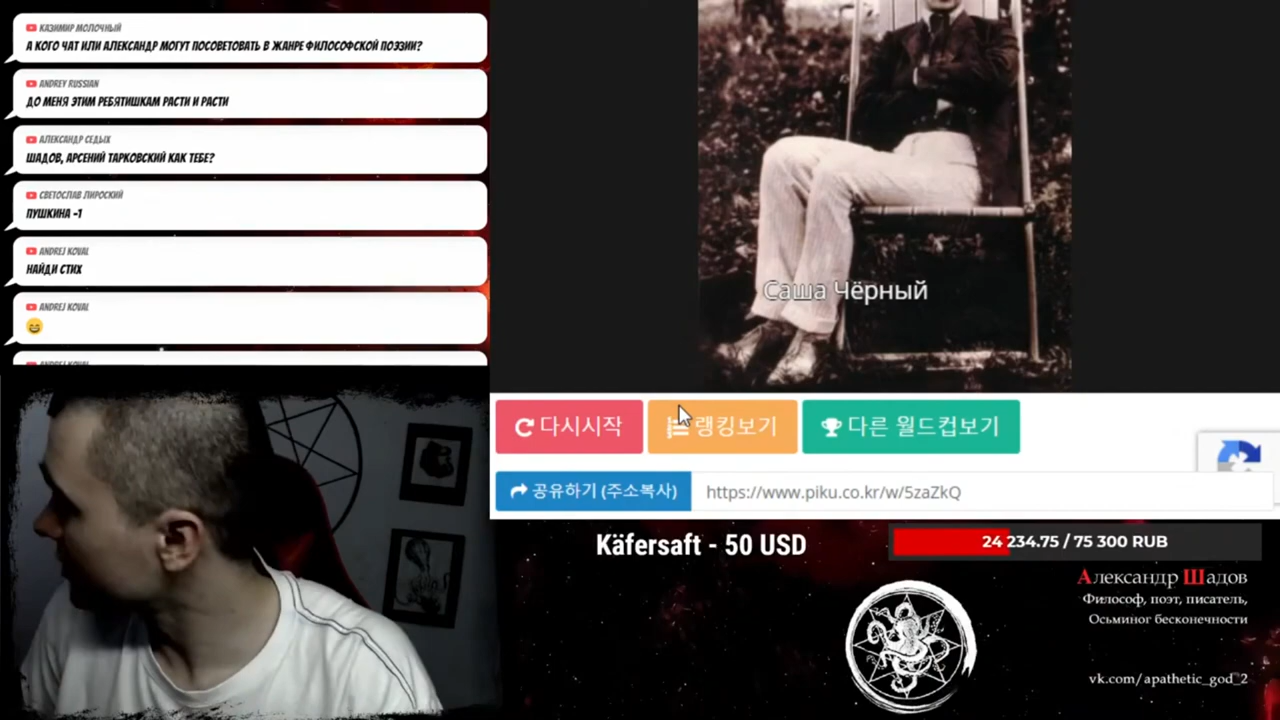 КАЗИМИР МОЛОЧНЫЙ
А КОГО ЧАТ ИЛИ АЛЕКСАНДР МОГУТ ПОСОВЕТОВАТЬ В ЖАНРЕ ФИЛОСОФСКОЙ ПОЭЗИИ?
ANDREY RUSSIAN
ДО МЕНЯ ЭТИМ РЕБЯТИШКАМ РАСТИ И РАСТИ
АЛЕКСАНДР СЕДЫХ
ШАДОВ, АРСЕНИЙ ТАРКОВСКИЙ КАК ТЕБЕ?
СВЕТОСЛАВ ЛИРОСКИЙ
ПУШКИНА -1
ANDREJ KOVAL
НАЙДИ СТИХ
ANDREJ KOVAL
😄
Саша Чёрный
다시시작
랭킹보기
다른 월드컵보기
공유하기 (주소복사)
https://www.piku.co.kr/w/5zaZkQ
Käfersaft - 50 USD
24 234.75 / 75 300 RUB
Александр Шадов
Философ, поэт, писатель,
Осьминог бесконечности
vk.com/apathetic_god_2